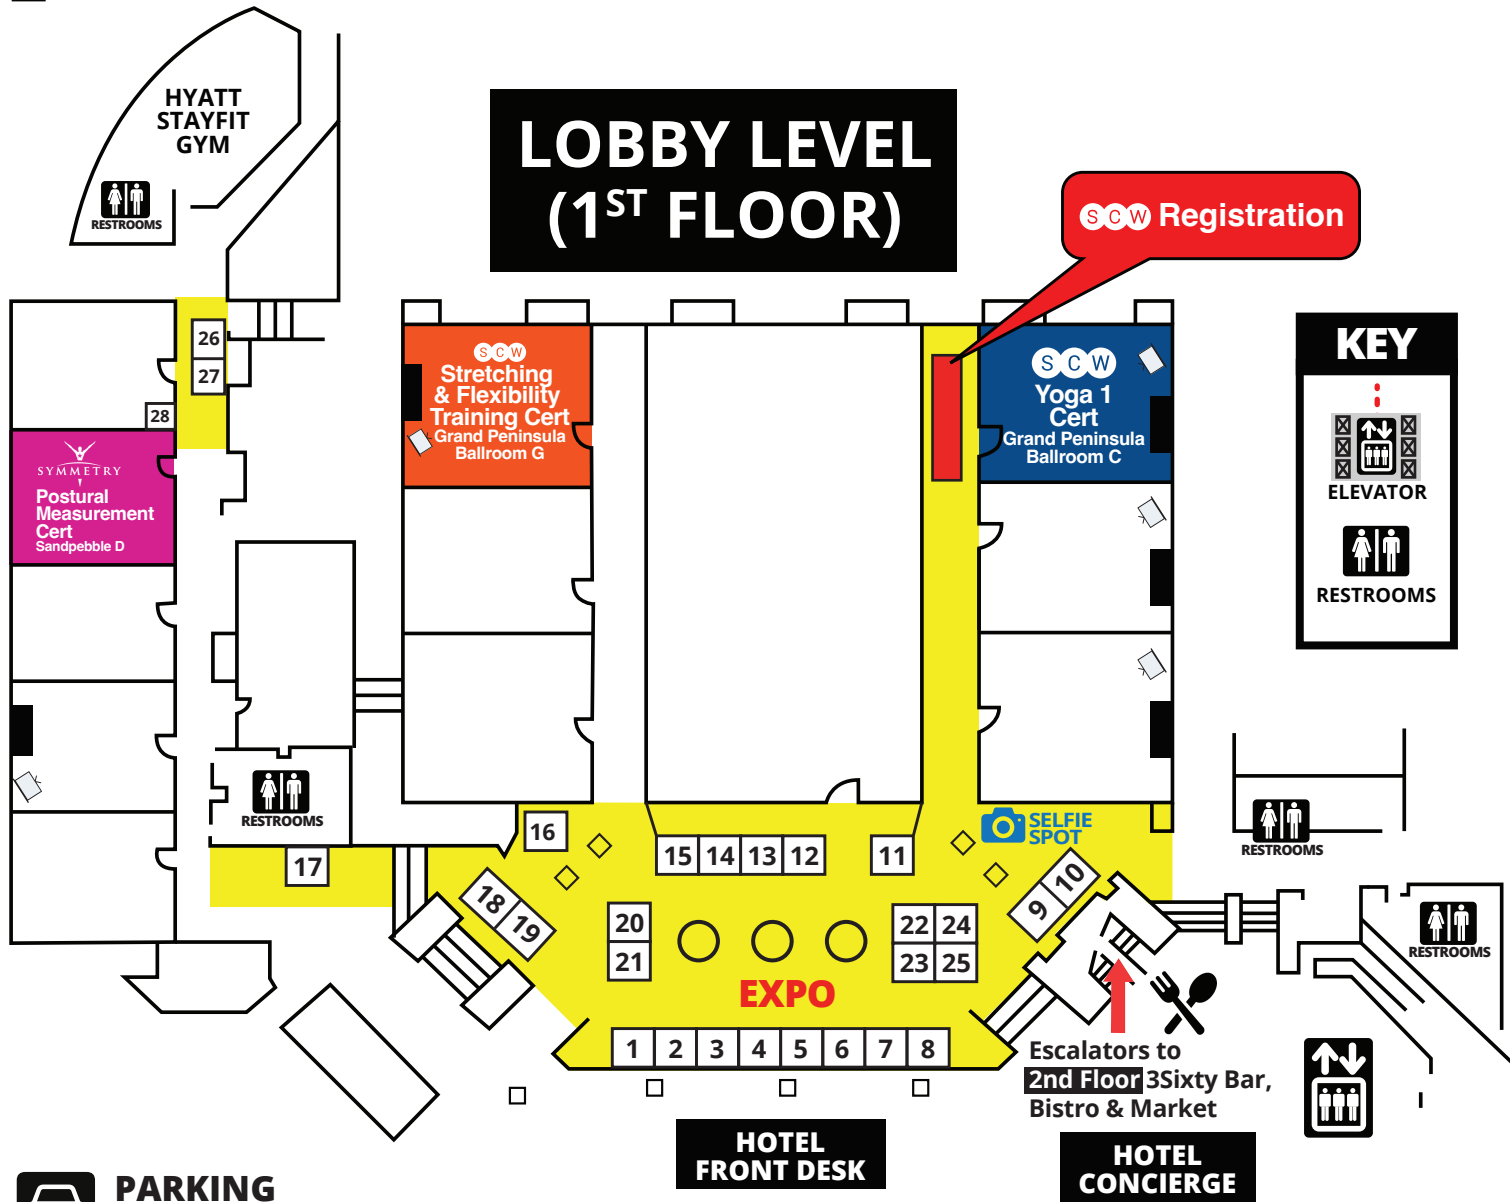 HYATT
STAYFIT
GYM
RESTROOMS
LOBBY LEVEL
(1ST FLOOR)
SCW Registration
KEY
ELEVATOR
RESTROOMS
26
27
28
SYMMETRY
Postural
Measurement
Cert
Sandpebble D
SCW
Stretching
& Flexibility
Training Cert
Grand Peninsula
Ballroom G
SCW
Yoga 1
Cert
Grand Peninsula
Ballroom C
RESTROOMS
17
16
15 14 13 12
11
SELFIE
SPOT
10
9
18
19
20
21
22 24
23 25
EXPO
1 2 3 4 5 6 7 8
RESTROOMS
RESTROOMS
Escalators to
2nd Floor 3Sixty Bar,
Bistro & Market
HOTEL
FRONT DESK
HOTEL
CONCIERGE
PARKING